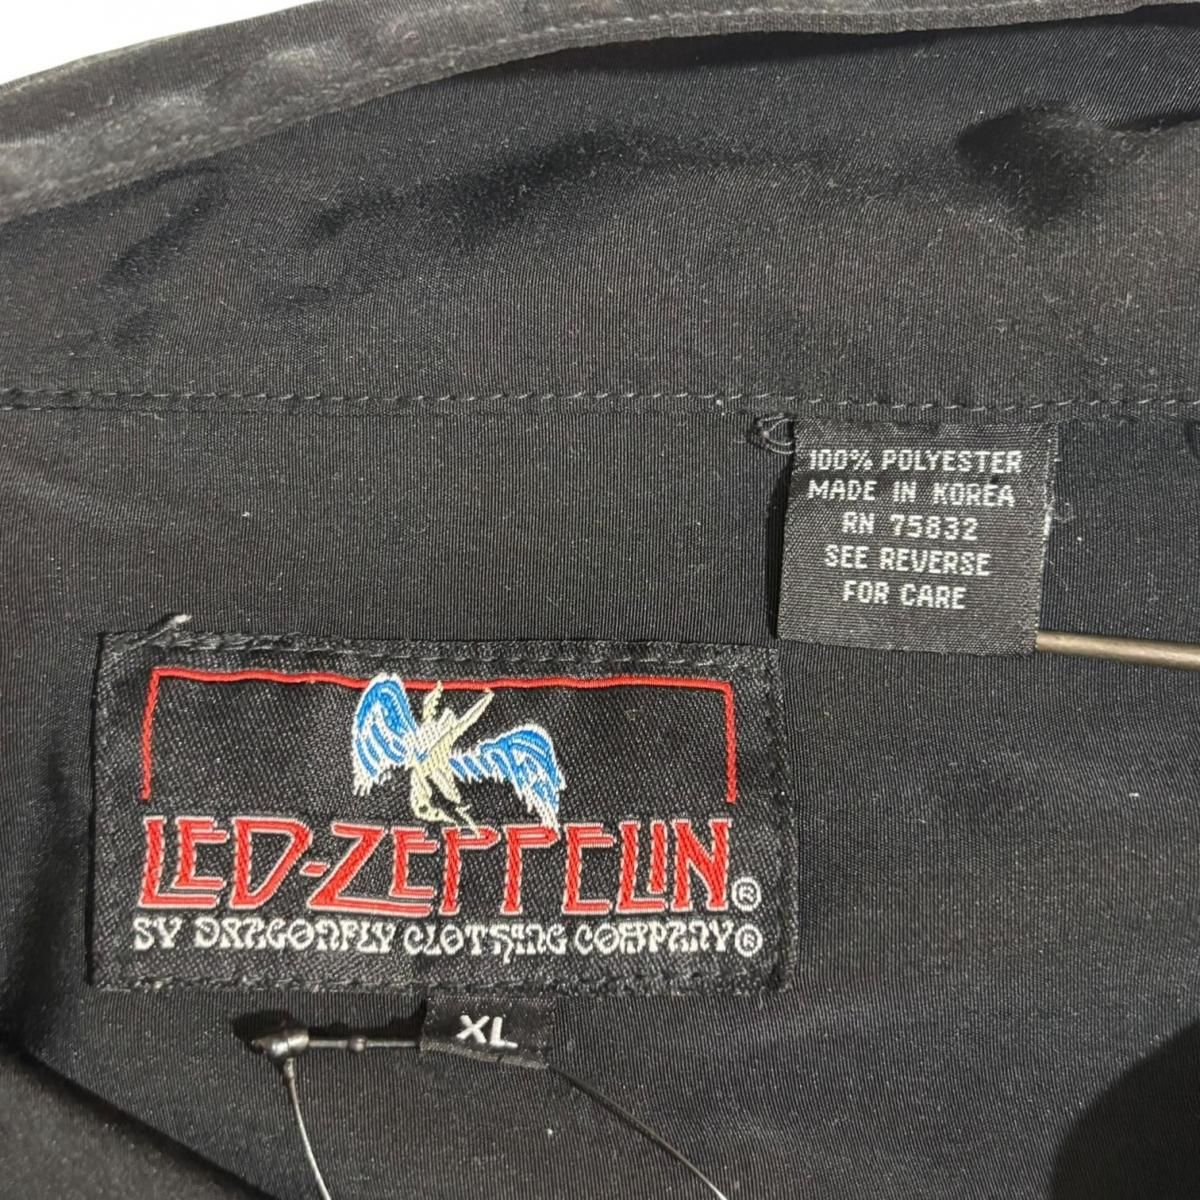 100% POLYESTER
MADE IN KOREA
RN 75832
SEE REVERSE
FOR CARE
LED-ZEPPELIN®
BY DRAGONFLY CLOTHING COMPANY®
XL